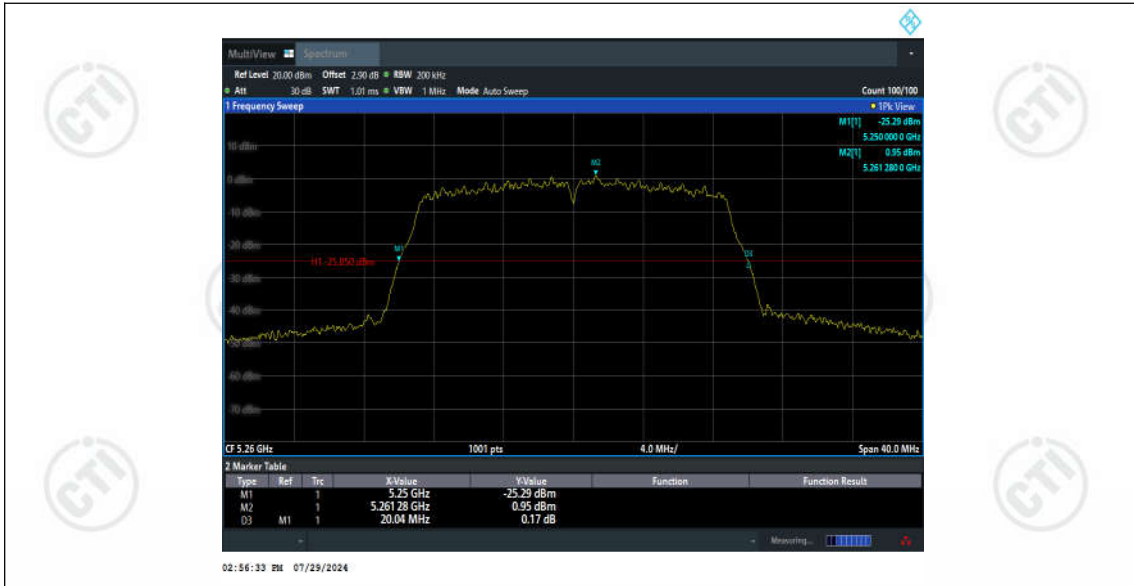 MultiView Spectrum
Ref Level 20.00 dBm Offset 2.90 dB RBW 200 kHz
Att 30 dB SWT 1.01 ms VBW 1 MHz Mode Auto Sweep Count 100/100
1 Frequency Sweep 1Pk View
M1[1] -25.29 dBm
5.250 000 0 GHz
M2[1] 0.95 dBm
5.261 280 0 GHz
10 dBm
M2
0 dBm
-10 dBm
-20 dBm
M1
D3
H1 -25.050 dBm
-30 dBm
-40 dBm
-50 dBm
-60 dBm
-70 dBm
CF 5.26 GHz 1001 pts 4.0 MHz/ Span 40.0 MHz
2 Marker Table
Type Ref Trc X-Value Y-Value Function Function Result
M1 1 5.25 GHz -25.29 dBm
M2 1 5.261 28 GHz 0.95 dBm
D3 M1 1 20.04 MHz 0.17 dB
Measuring...
02:56:33 PM 07/29/2024
CTI
CTI
CTI
CTI